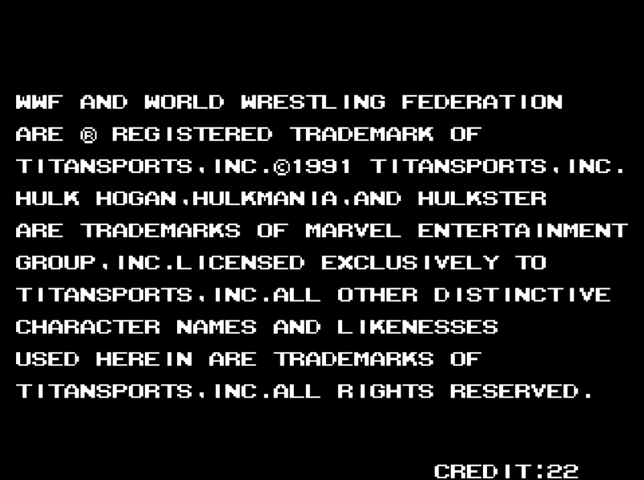 WWF AND WORLD WRESTLING FEDERATION
ARE ® REGISTERED TRADEMARK OF
TITANSPORTS,INC.©1991 TITANSPORTS,INC.
HULK HOGAN,HULKMANIA,AND HULKSTER
ARE TRADEMARKS OF MARVEL ENTERTAINMENT
GROUP,INC.LICENSED EXCLUSIVELY TO
TITANSPORTS,INC.ALL OTHER DISTINCTIVE
CHARACTER NAMES AND LIKENESSES
USED HEREIN ARE TRADEMARKS OF
TITANSPORTS,INC.ALL RIGHTS RESERVED.
CREDIT:22